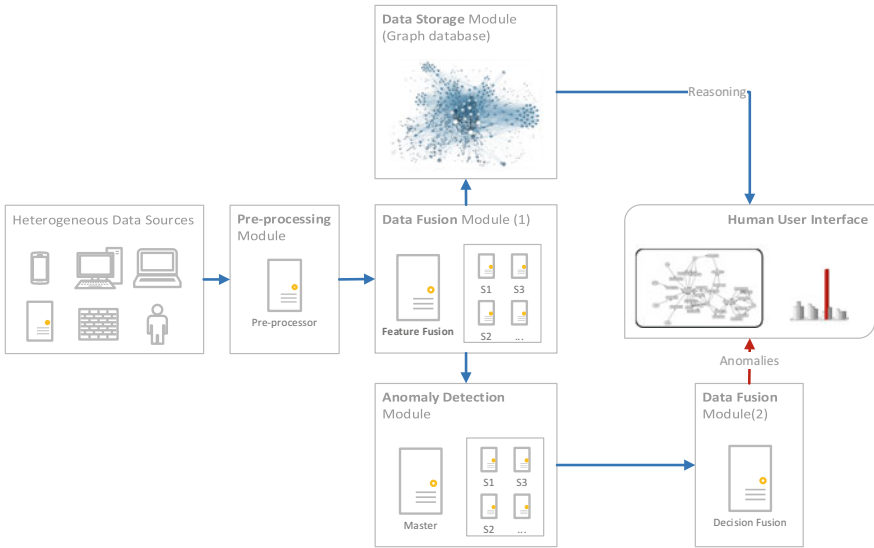 Data Storage Module
(Graph database)
Reasoning
Heterogeneous Data Sources
Pre-processing
Module
Pre-processor
Data Fusion Module (1)
Feature Fusion
S1
S3
S2
...
Human User Interface
Anomalies
Anomaly Detection
Module
Master
S1
S3
S2
...
Data Fusion
Module(2)
Decision Fusion